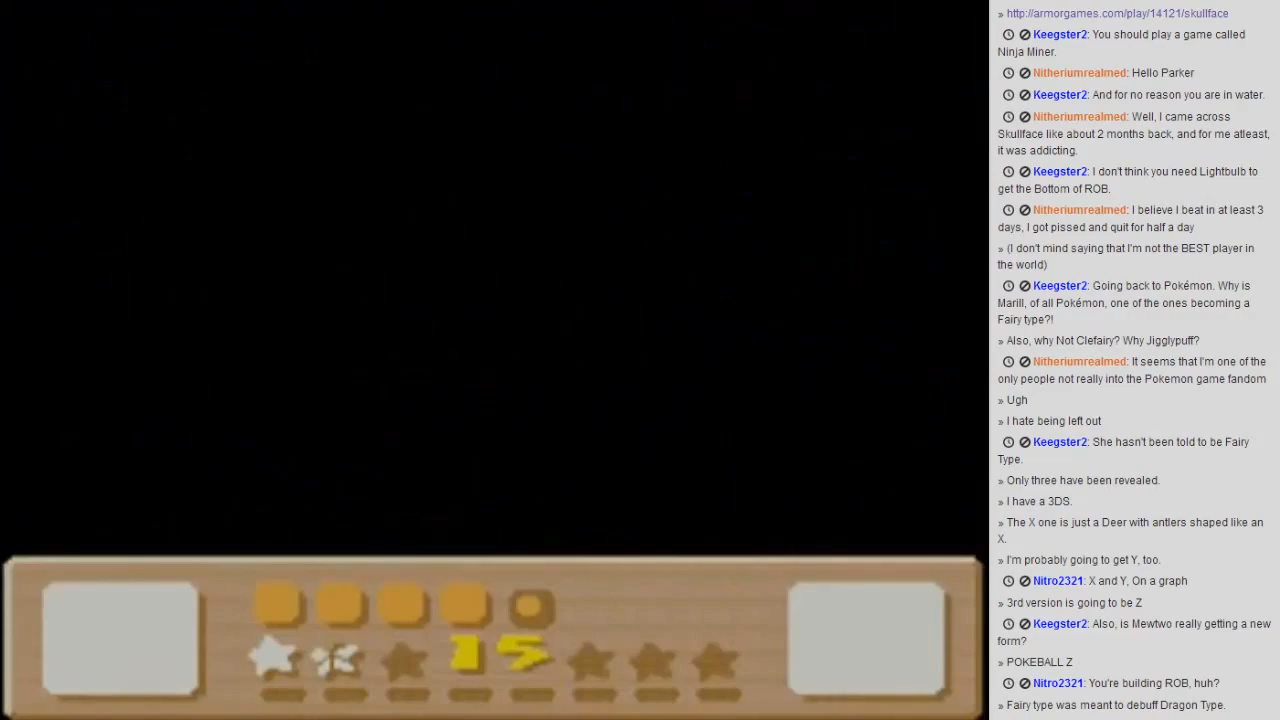 » http://armorgames.com/play/14121/skullface
Keegster2: You should play a game called
Ninja Miner.
Nitheriumrealmed: Hello Parker
Keegster2: And for no reason you are in water.
Nitheriumrealmed: Well, I came across
Skullface like about 2 months back, and for me atleast,
it was addicting.
Keegster2: I don't think you need Lightbulb to
get the Bottom of ROB.
Nitheriumrealmed: I believe I beat in at least 3
days, I got pissed and quit for half a day
» (I don't mind saying that I'm not the BEST player in
the world)
Keegster2: Going back to Pokémon. Why is
Marill, of all Pokémon, one of the ones becoming a
Fairy type?!
» Also, why Not Clefairy? Why Jigglypuff?
Nitheriumrealmed: It seems that I'm one of the
only people not really into the Pokemon game fandom
» Ugh
» I hate being left out
Keegster2: She hasn't been told to be Fairy
Type.
» Only three have been revealed.
» I have a 3DS.
» The X one is just a Deer with antlers shaped like an
X.
» I'm probably going to get Y, too.
Nitro2321: X and Y, On a graph
» 3rd version is going to be Z
Keegster2: Also, is Mewtwo really getting a new
form?
» POKEBALL Z
Nitro2321: You're building ROB, huh?
» Fairy type was meant to debuff Dragon Type.
15